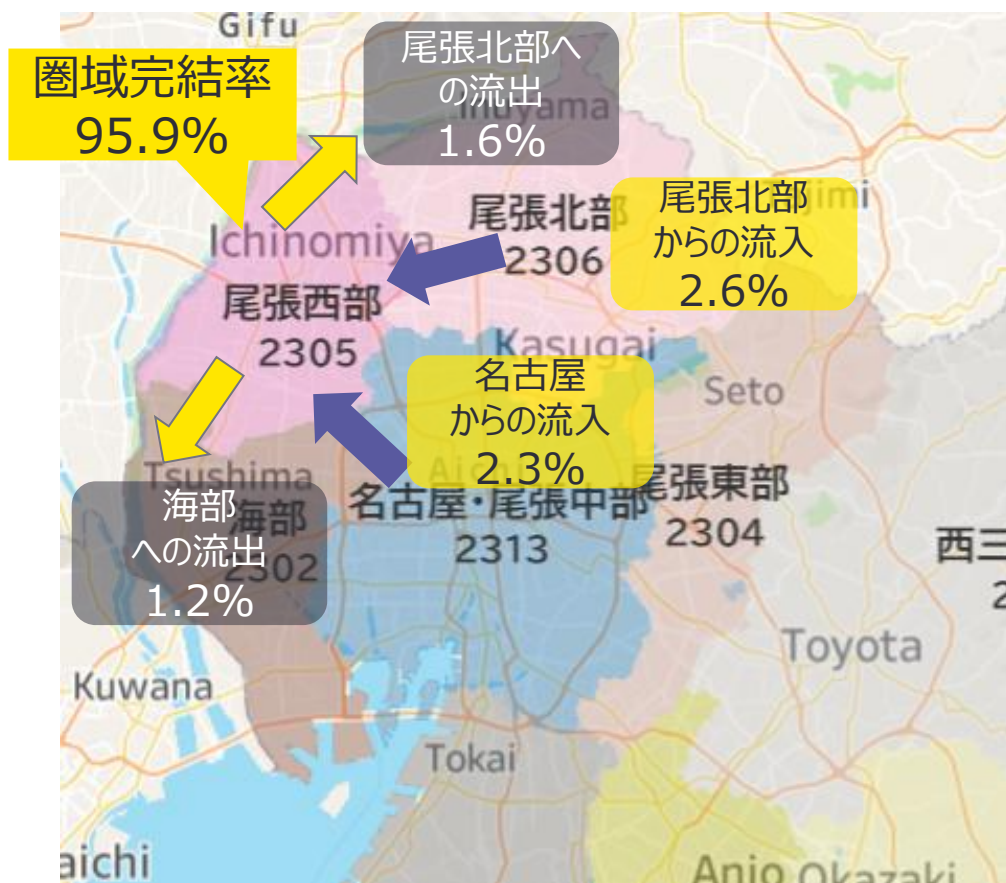 Gifu
圏域完結率
95.9%
尾張北部へ
の流出
1.6%
Inuyama
尾張北部
2306
尾張北部
からの流入
2.6%
Ichinomiya
尾張西部
2305
Kasugai
名古屋
からの流入
2.3%
Seto
Tsushima
海部
への流出
1.2%
海部
2302
Aichi
名古屋・尾張中部
2313
尾張東部
2304
西三
2
Toyota
Kuwana
Tokai
aichi
Anjo
Okazaki